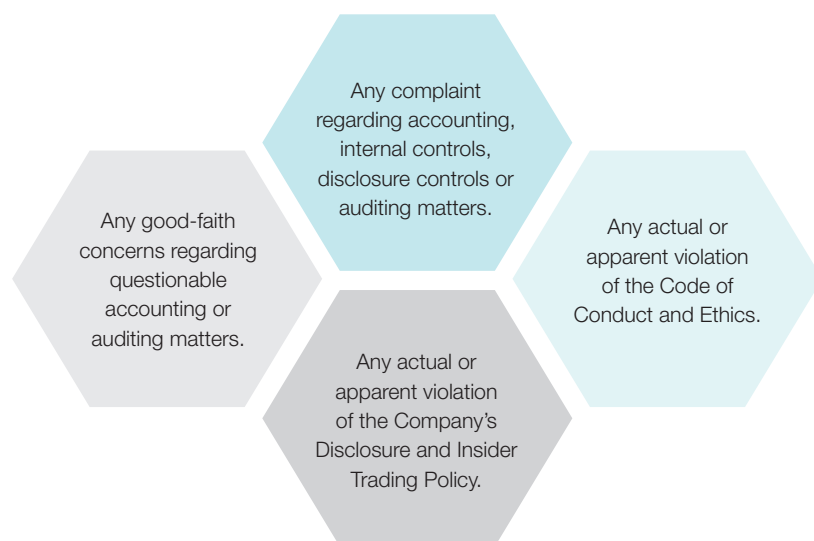 Any complaint
regarding accounting,
internal controls,
disclosure controls or
auditing matters.
Any good-faith
concerns regarding
questionable
accounting or
auditing matters.
Any actual or
apparent violation
of the Code of
Conduct and Ethics.
Any actual or
apparent violation
of the Company’s
Disclosure and Insider
Trading Policy.